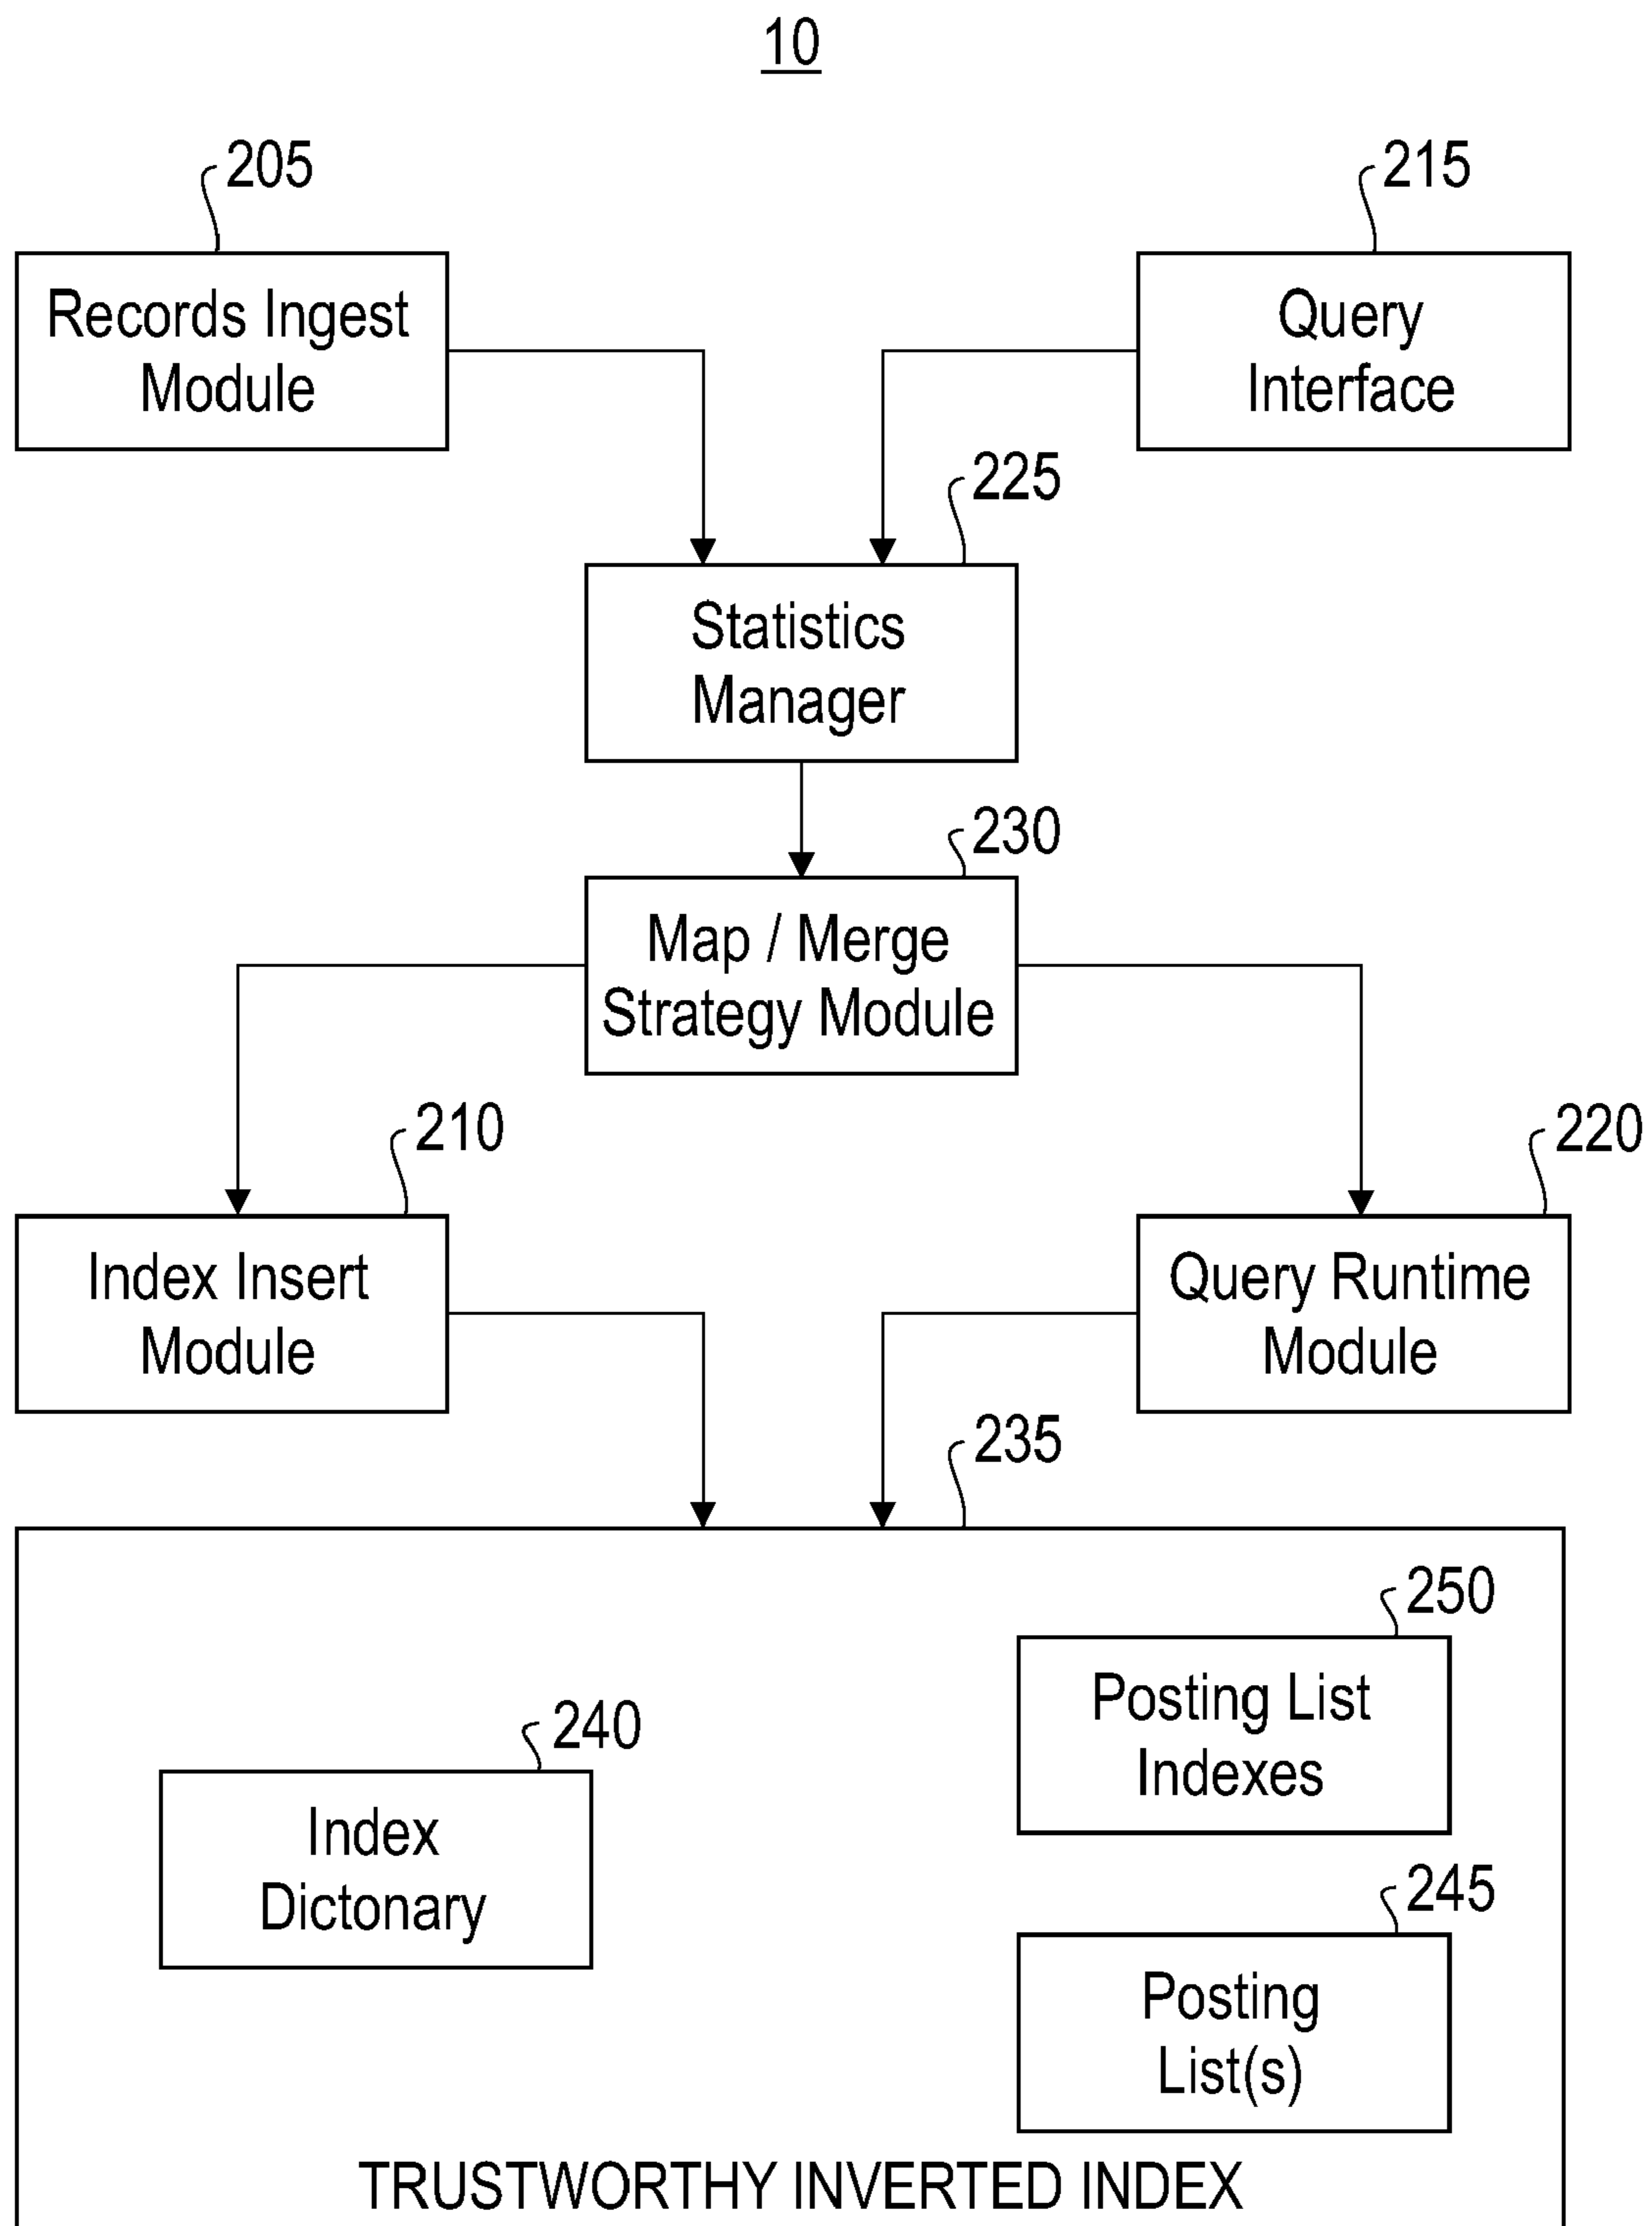 10
205
215
Records Ingest
Module
Query
Interface
225
Statistics
Manager
230
Map / Merge
Strategy Module
210
220
Index Insert
Module
Query Runtime
Module
235
250
Posting List
Indexes
240
Index
Dictonary
245
Posting
List(s)
TRUSTWORTHY INVERTED INDEX